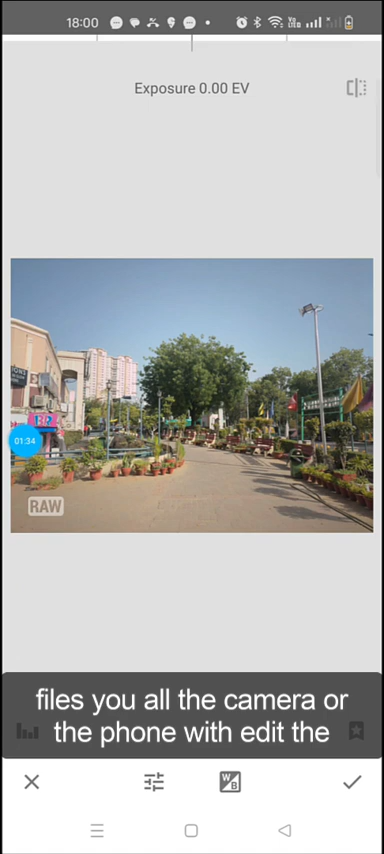 18:00
Exposure 0.00 EV
01:34
RAW
files you all the camera or
the phone with edit the
W
B